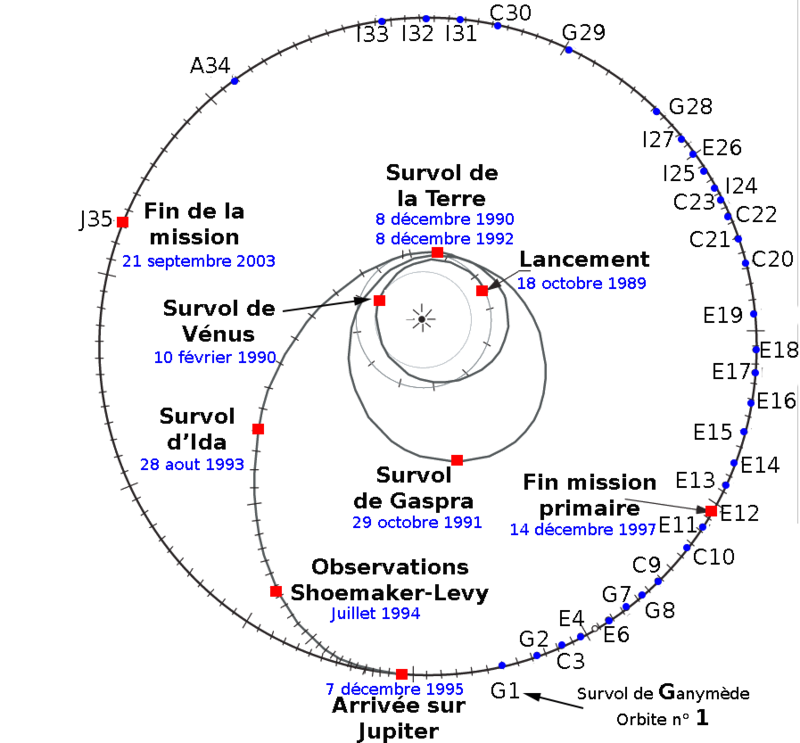 I33
I32
I31
C30
G29
A34
G28
I27
E26
I25
I24
C23
C22
C21
C20
J35
Fin de la
mission
21 septembre 2003
Survol de
la Terre
8 décembre 1990
8 décembre 1992
Lancement
18 octobre 1989
Survol de
Vénus
10 février 1990
E19
E18
E17
E16
E15
E14
E13
E12
E11
C10
Survol
d’Ida
28 aout 1993
Survol
de Gaspra
29 octobre 1991
Fin mission
primaire
14 décembre 1997
Observations
Shoemaker-Levy
Juillet 1994
C9
G8
G7
E6
E4
C3
G2
G1
7 décembre 1995
Arrivée sur
Jupiter
Survol de Ganymède
Orbite n° 1